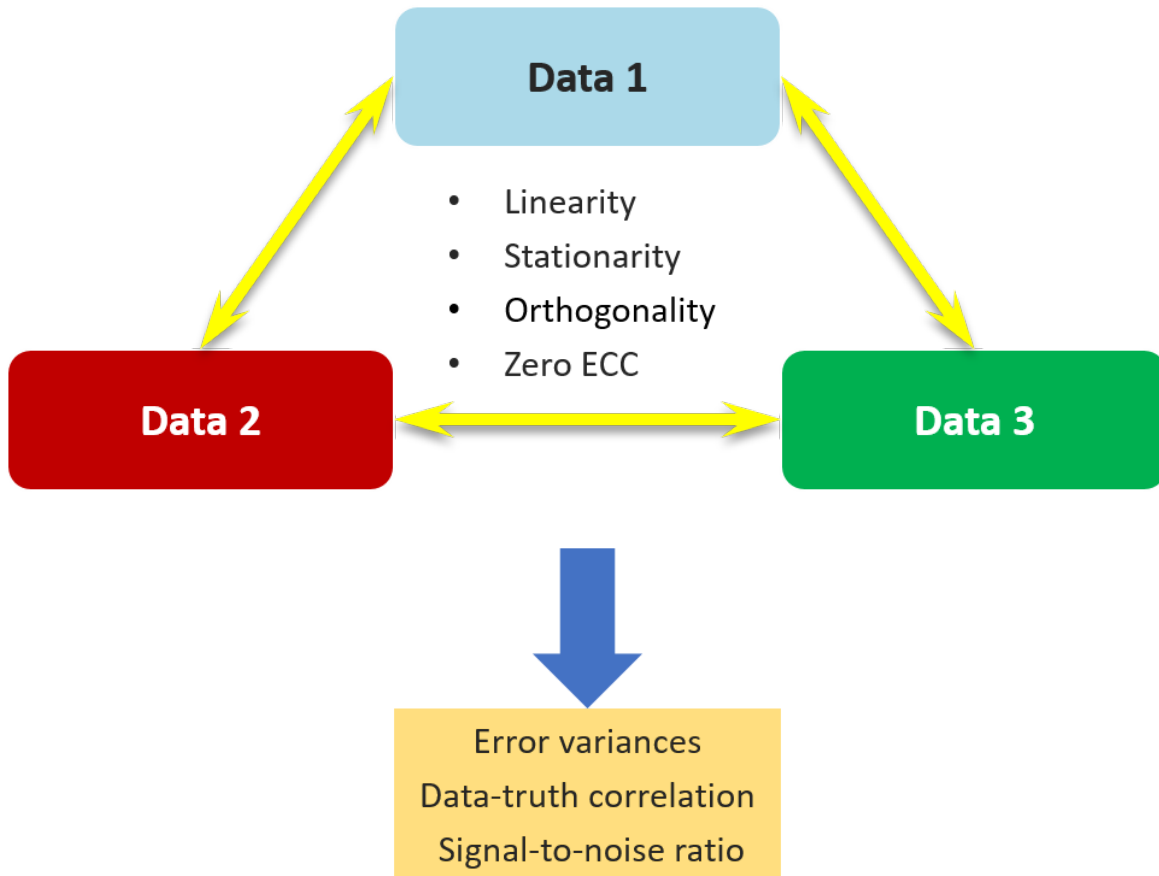 Data 1
• Linearity
• Stationarity
• Orthogonality
• Zero ECC
Data 2
Data 3
Error variances
Data-truth correlation
Signal-to-noise ratio